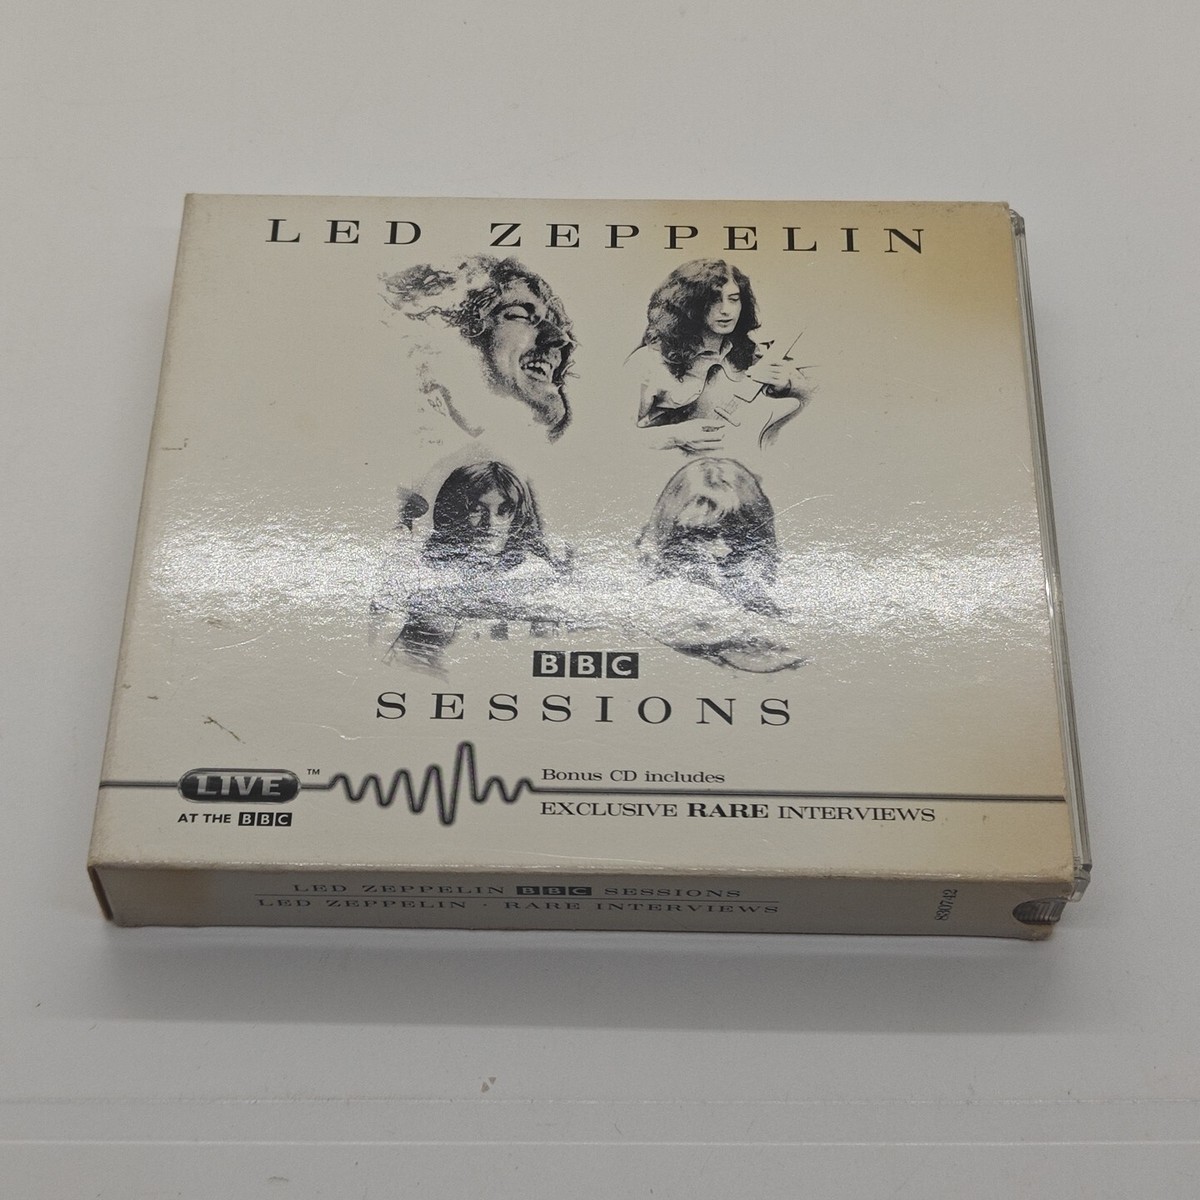 LED ZEPPELIN
BBC
SESSIONS
LIVE™
AT THE BBC
Bonus CD includes
EXCLUSIVE RARE INTERVIEWS
LED ZEPPELIN BBC SESSIONS
LED ZEPPELIN · RARE INTERVIEWS
830742